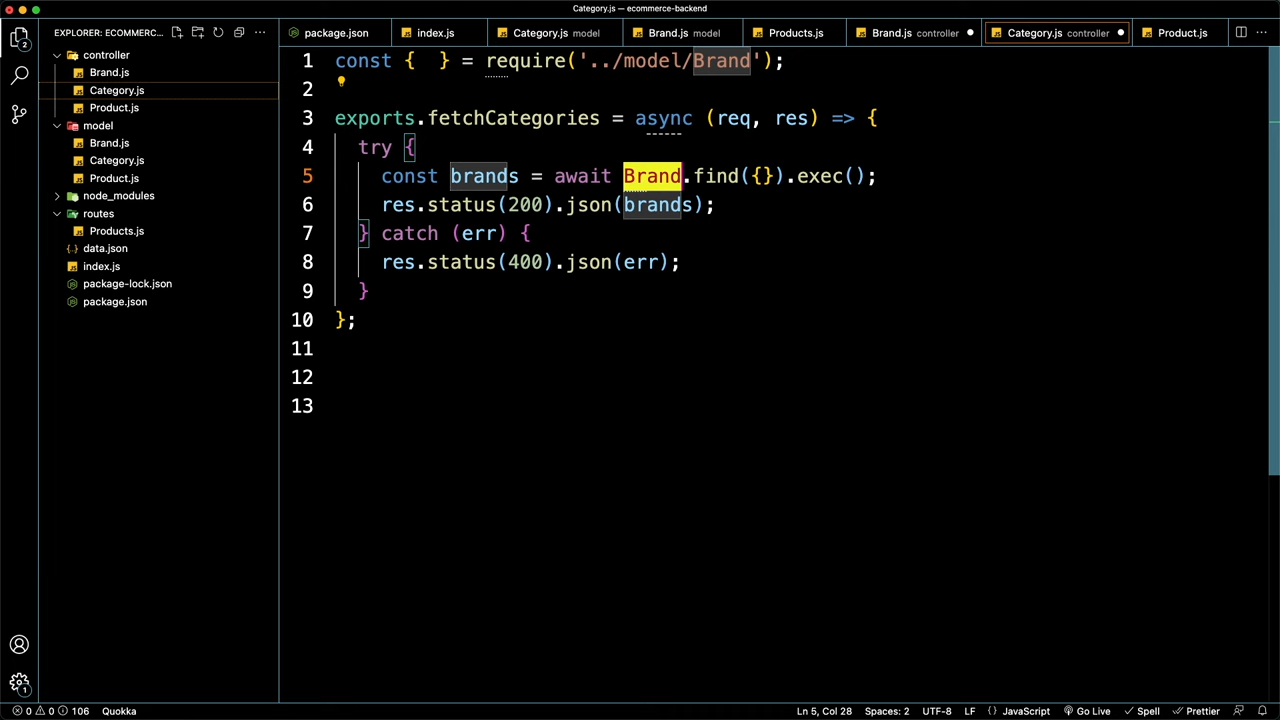 Category.js — ecommerce-backend
EXPLORER: ECOMMERC...
package.json
index.js
Category.js model
Brand.js model
Products.js
Brand.js controller
Category.js controller
Product.js
2
controller
Brand.js
Category.js
Product.js
model
Brand.js
Category.js
Product.js
node_modules
routes
Products.js
data.json
index.js
package-lock.json
package.json
1 const {  } = require('../model/Brand');
2
3 exports.fetchCategories = async (req, res) => {
4 try {
5 const brands = await Brand.find({}).exec();
6 res.status(200).json(brands);
7 } catch (err) {
8 res.status(400).json(err);
9 }
10 };
11
12
13
1
0 0 106 Quokka
Ln 5, Col 28 Spaces: 2 UTF-8 LF {} JavaScript Go Live Spell Prettier